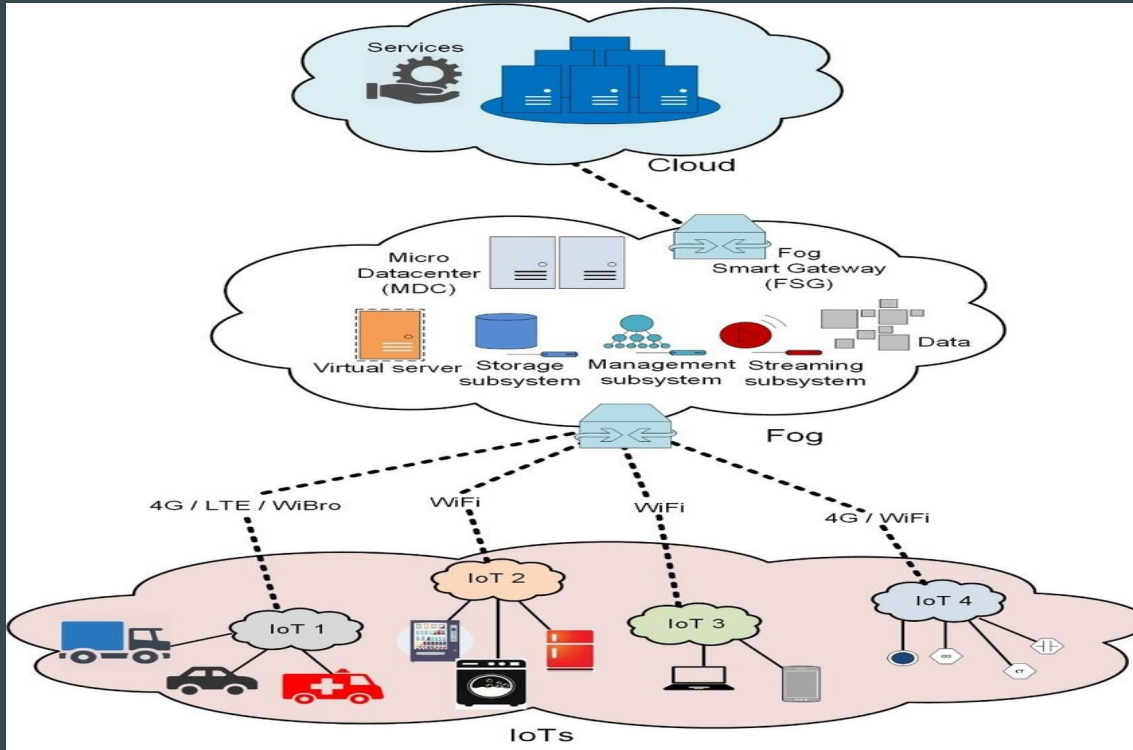 Services
Cloud
Micro
Datacenter
(MDC)
Fog
Smart Gateway
(FSG)
Virtual server
Storage
subsystem
Management
subsystem
Streaming
subsystem
Data
Fog
4G / LTE / WiBro
WiFi
WiFi
4G / WiFi
IoT 1
IoT 2
IoT 3
IoT 4
IoTs